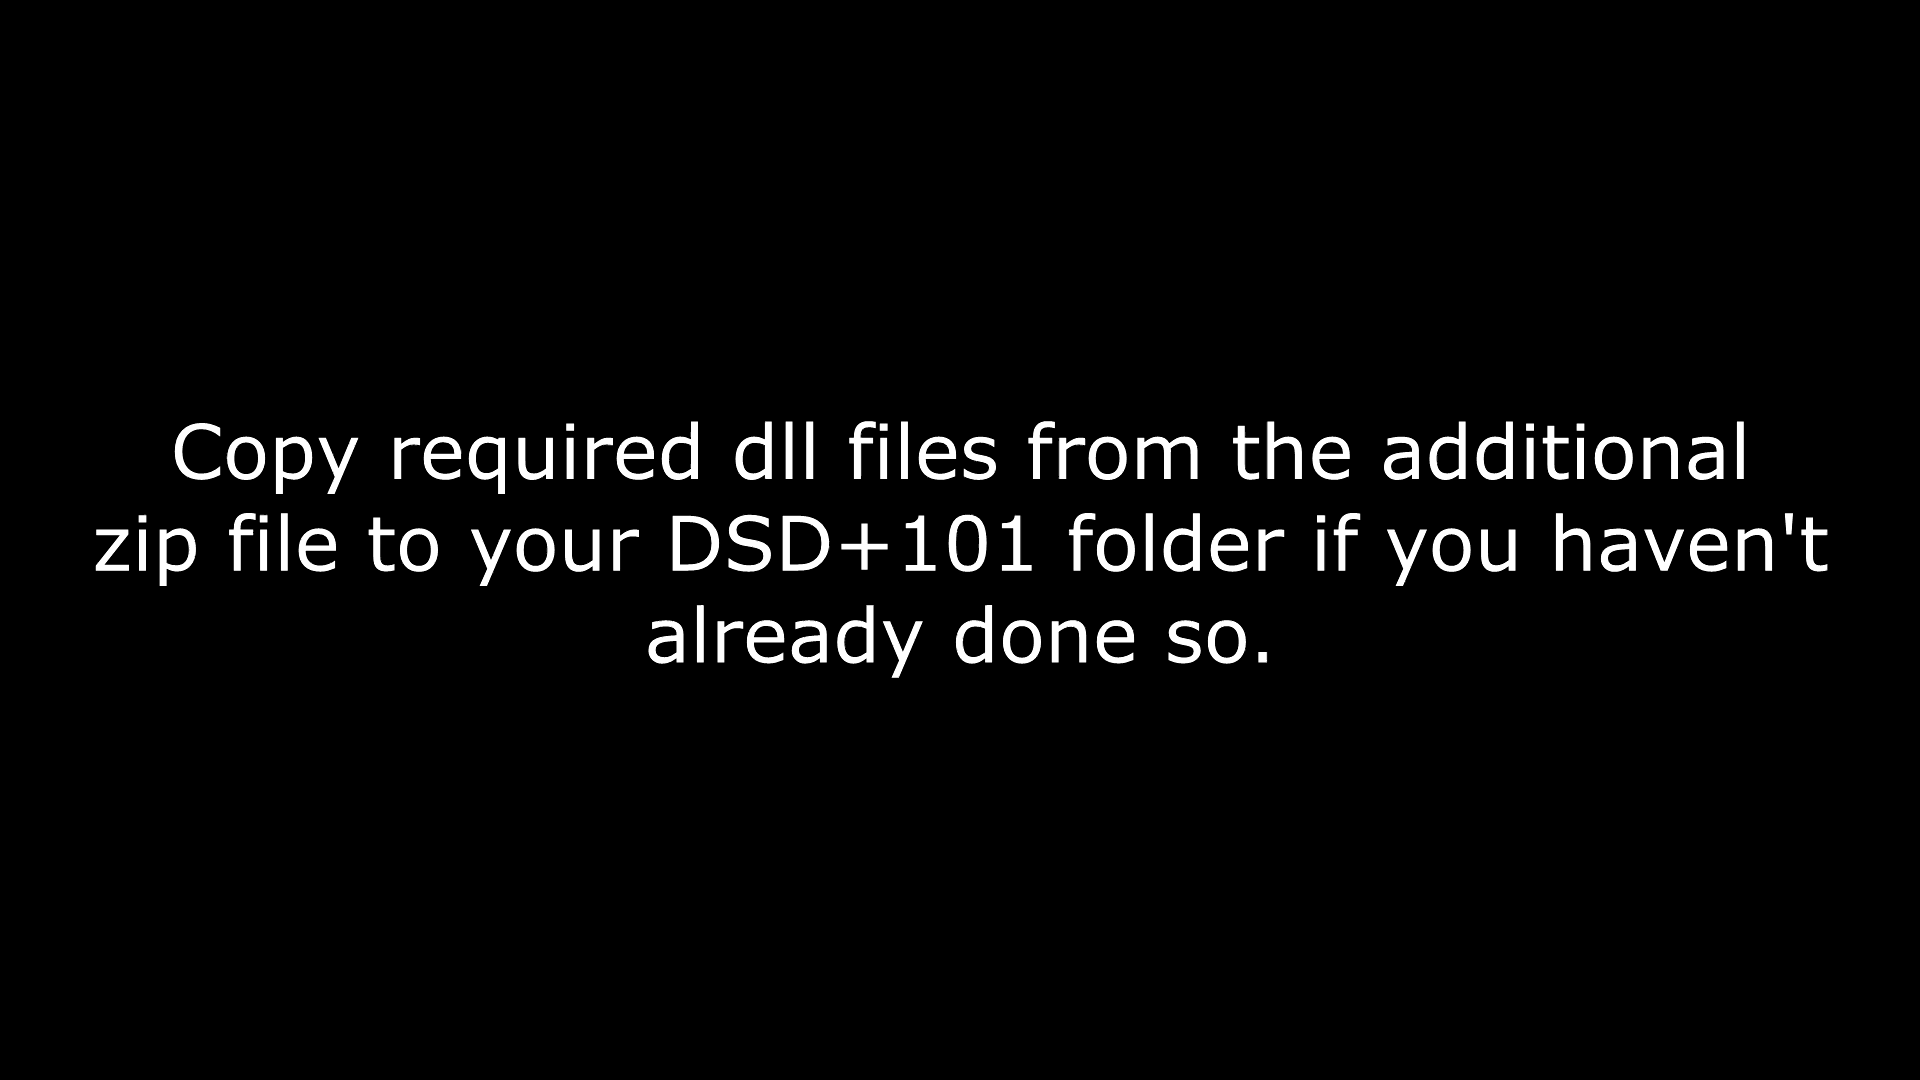 Copy required dll files from the additional
zip file to your DSD+101 folder if you haven't
already done so.